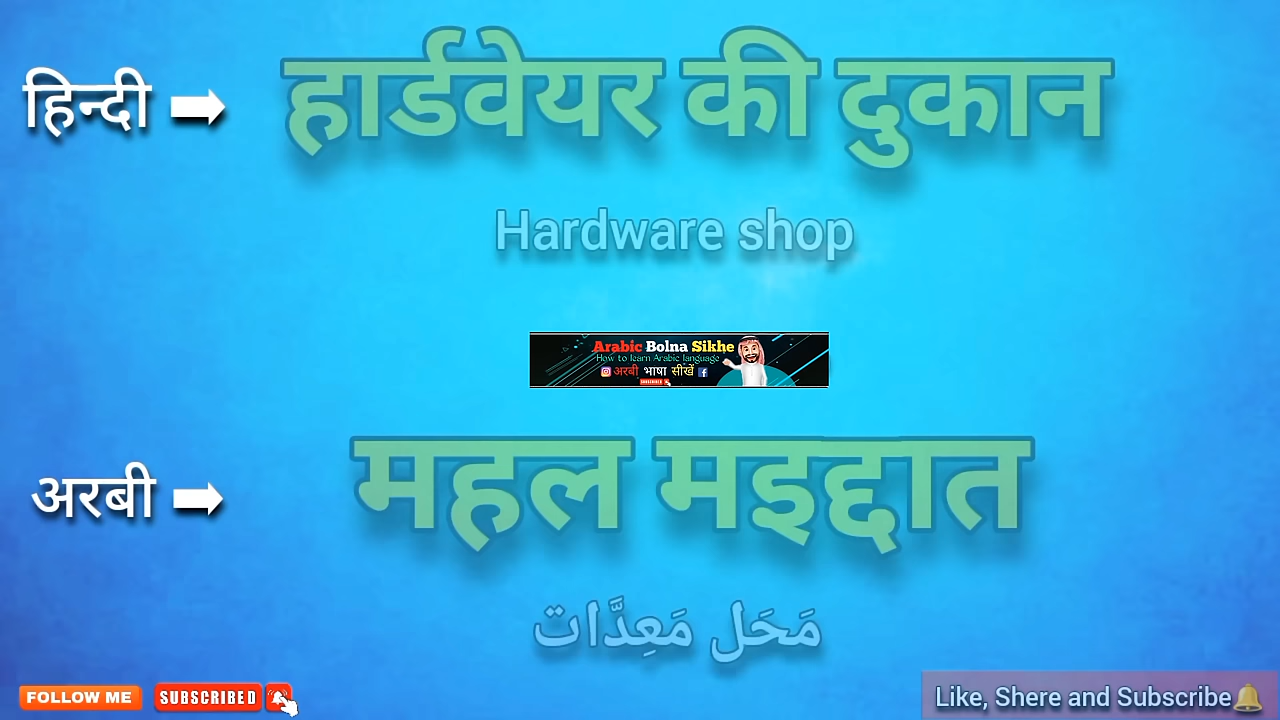 हिन्दी ➡ हार्डवेयर की दुकान
Hardware shop
Arabic Bolna Sikhe
How to learn Arabic language
अरबी भाषा सीखें
SUBSCRIBED
अरबी ➡ महल मइद्दात
مَحَل مَعِدَّات
FOLLOW ME SUBSCRIBED
Like, Shere and Subscribe🔔